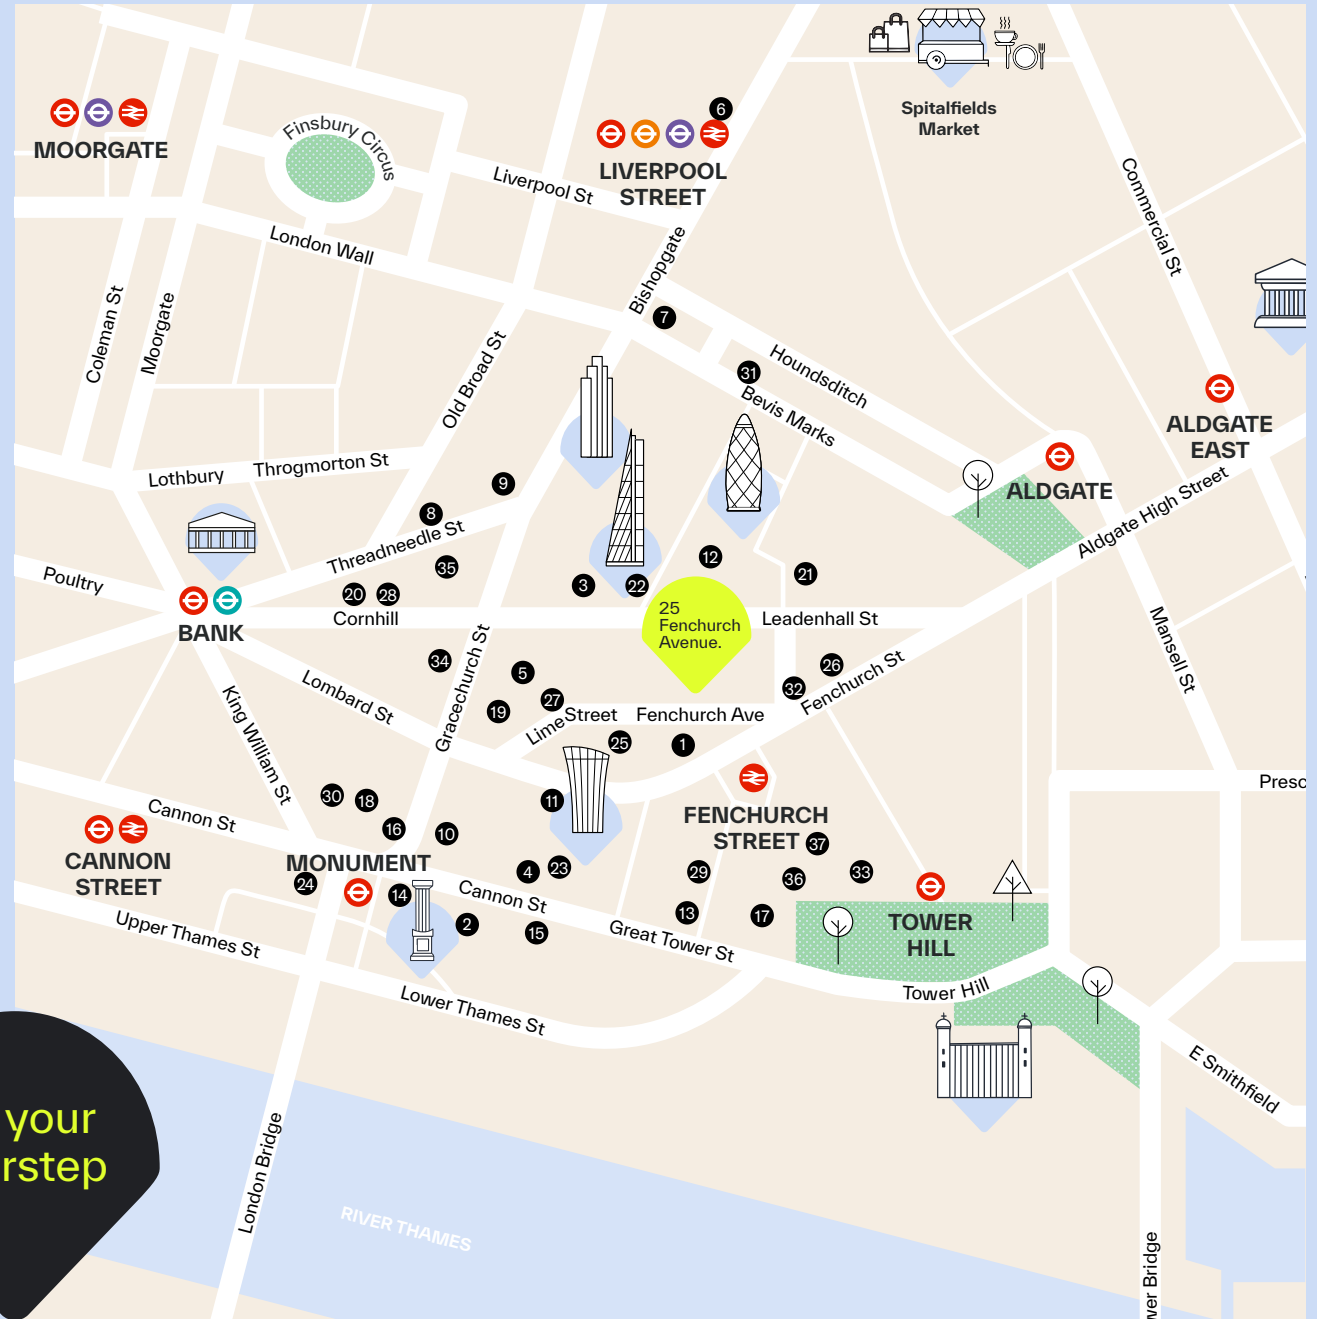 Spitalfields
Market
MOORGATE
Finsbury Circus
6
LIVERPOOL
STREET
Liverpool St
London Wall
Commercial St
Bishopgate
Coleman St
Moorgate
7
Old Broad St
31
Houndsditch
Bevis Marks
ALDGATE
EAST
Lothbury
Throgmorton St
9
ALDGATE
Aldgate High Street
8
Threadneedle St
35
12
21
3
22
Poultry
20
28
BANK
Cornhill
25
Fenchurch
Avenue.
Leadenhall St
Mansell St
34
5
26
Gracechurch St
Lombard St
King William St
27
19
32
Fenchurch St
Lime Street
Fenchurch Ave
25
1
Presc
30
18
11
Cannon St
16
10
FENCHURCH
STREET
37
CANNON
STREET
MONUMENT
24
14
4
23
29
36
33
Cannon St
13
17
TOWER
HILL
Upper Thames St
2
15
Great Tower St
Tower Hill
Lower Thames St
E Smithfield
your
rstep
London Bridge
RIVER THAMES
wer Bridge